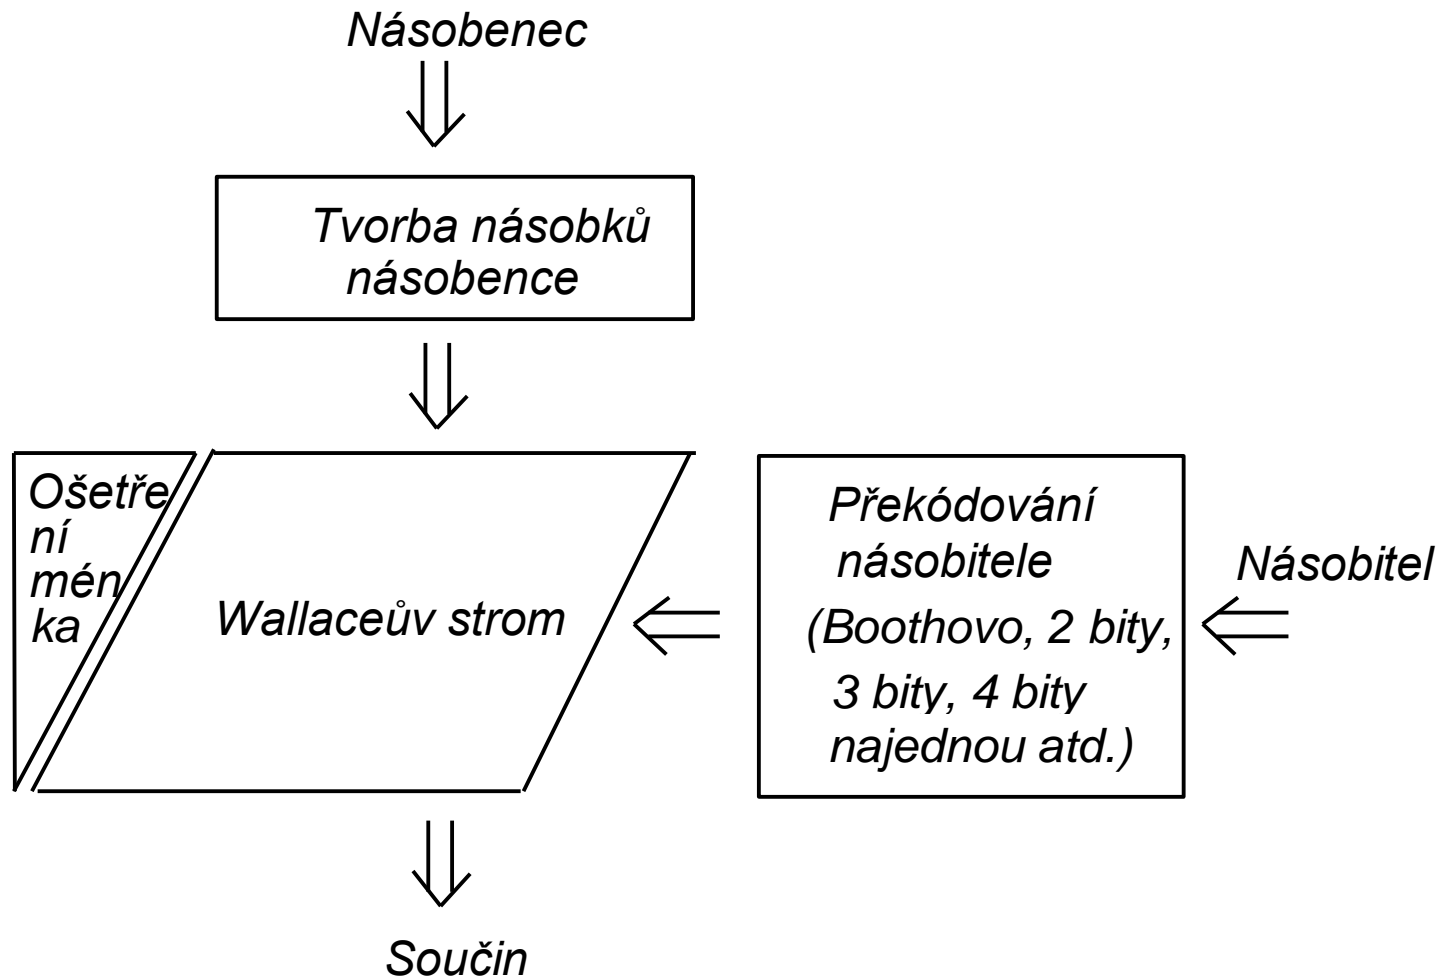 Násobenec
Tvorba násobků
násobence
Ošetře
ní
mén
ka
Wallaceův strom
Překódování
násobitele
(Boothovo, 2 bity,
3 bity, 4 bity
najednou atd.)
Násobitel
Součin